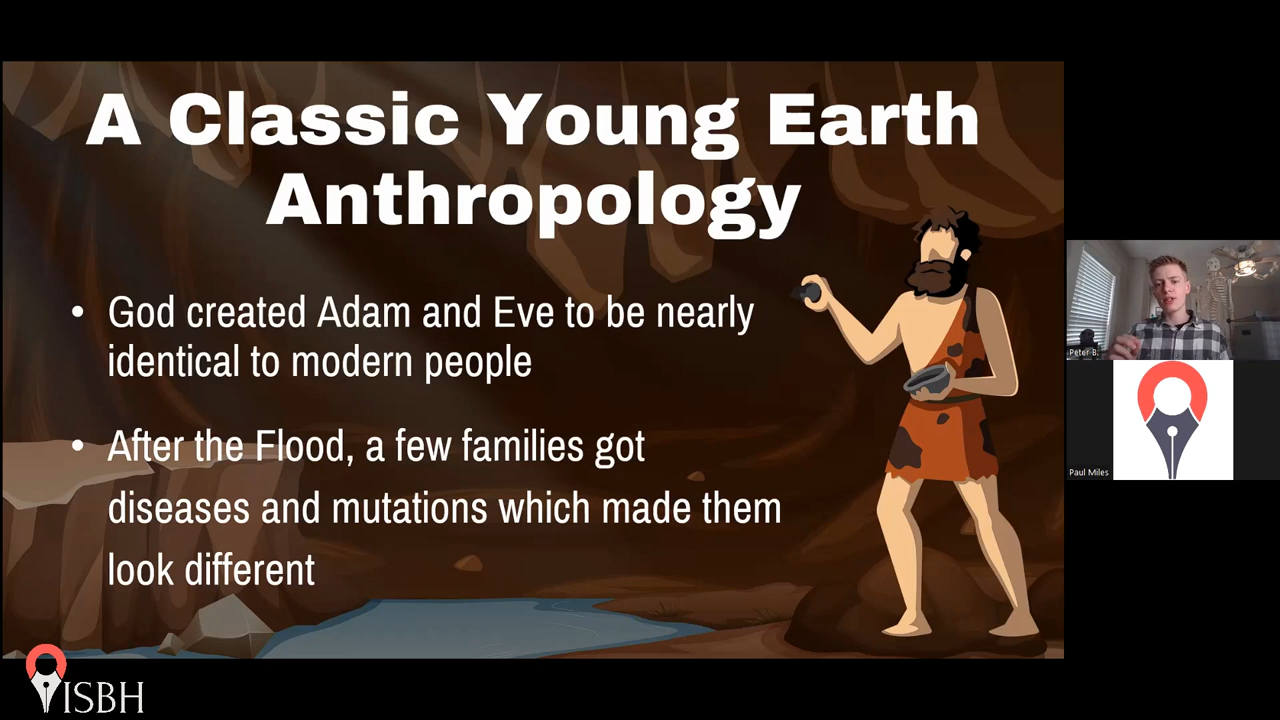 A Classic Young Earth
Anthropology
• God created Adam and Eve to be nearly
identical to modern people
• After the Flood, a few families got
diseases and mutations which made them
look different
Peter B.
Paul Miles
ISBH